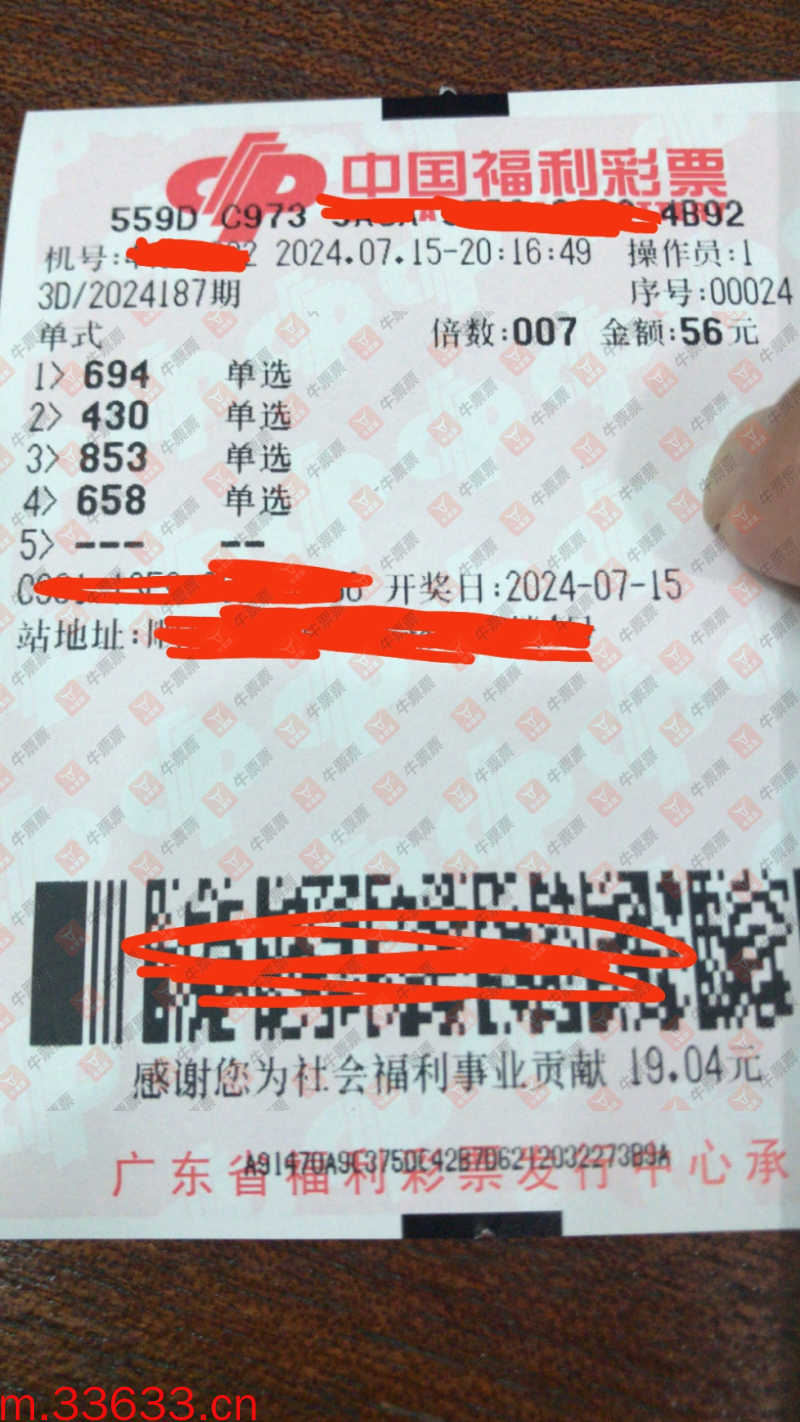 中国福利彩票
559D C973 4B92
机号: 2024.07.15-20:16:49 操作员:1
3D/2024187期 序号:00024
单式 倍数:007 金额:56元
1> 694 单选
2> 430 单选
3> 853 单选
4> 658 单选
5> --- --
开奖日:2024-07-15
站地址:
感谢您为社会福利事业贡献 19.04元
广东省福利彩票发行中心承
牛票票
m.33633.cn